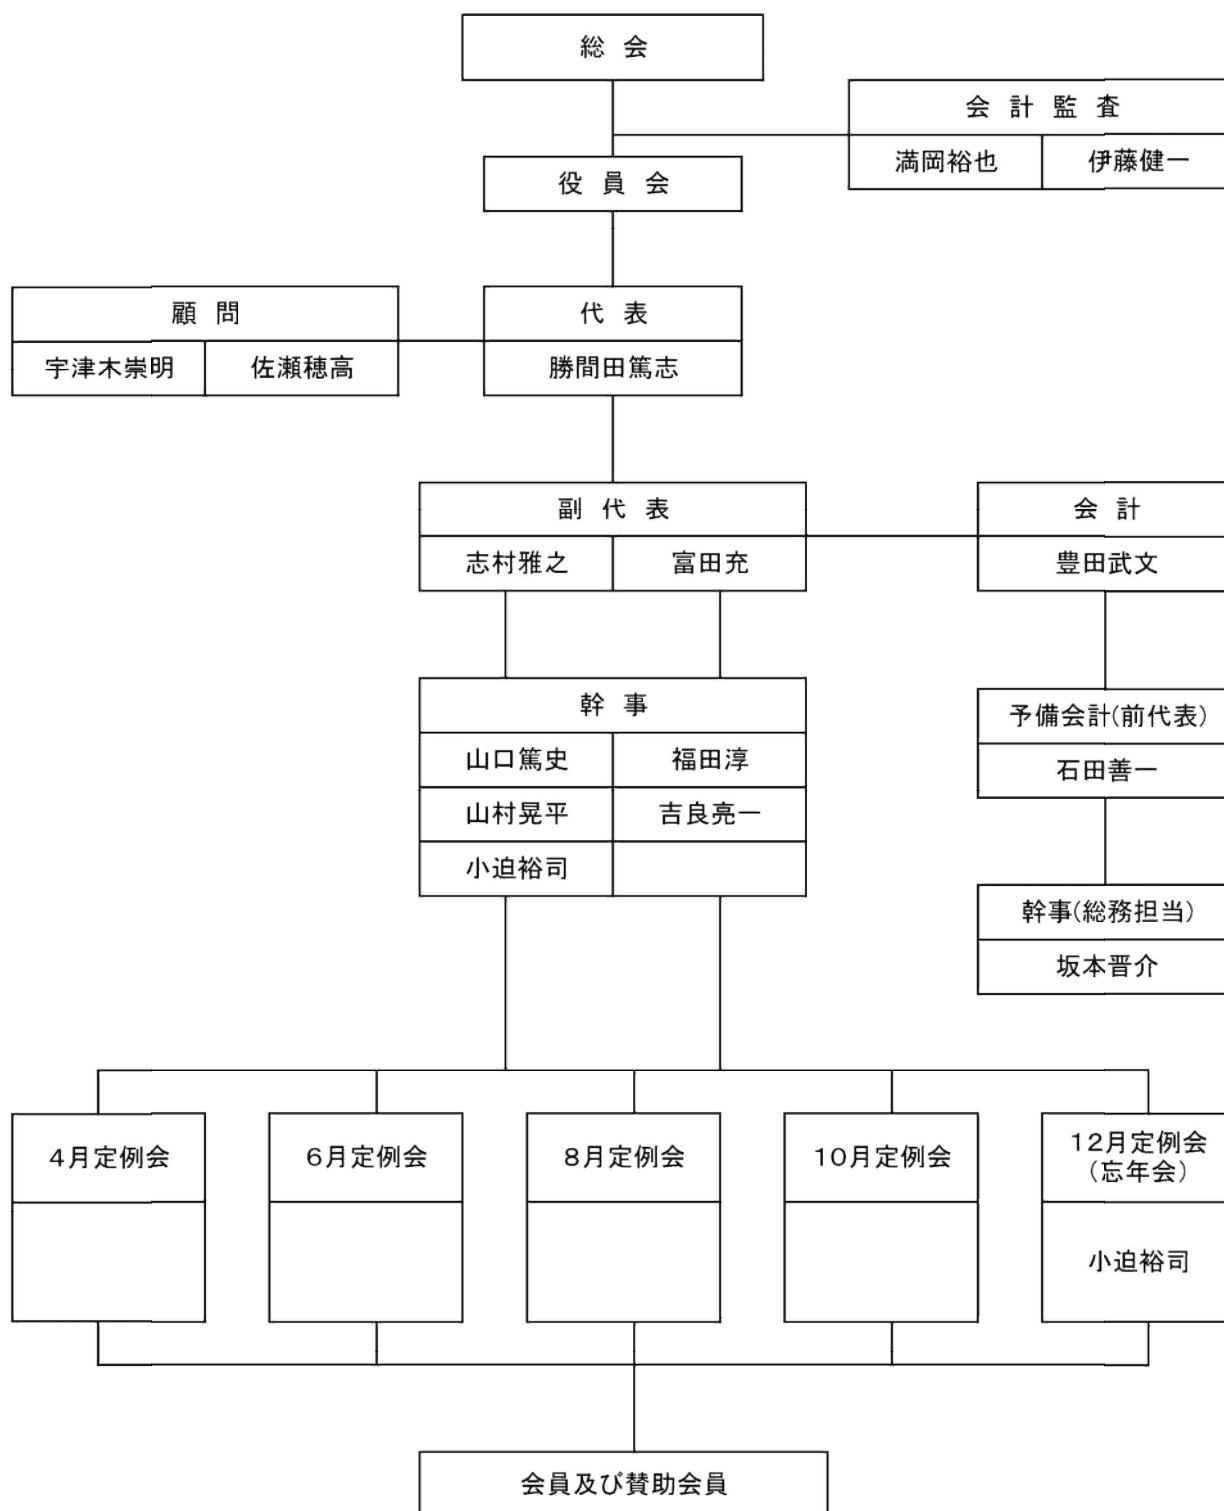 総会
会計監査
満岡裕也 伊藤健一
役員会
顧問
宇津木崇明 佐瀬穂高
代表
勝間田篤志
副代表
志村雅之 富田充
会計
豊田武文
幹事
山口篤史 福田淳
山村晃平 吉良亮一
小迫裕司
予備会計(前代表)
石田善一
幹事(総務担当)
坂本晋介
4月定例会
6月定例会
8月定例会
10月定例会
12月定例会
(忘年会)
小迫裕司
会員及び賛助会員